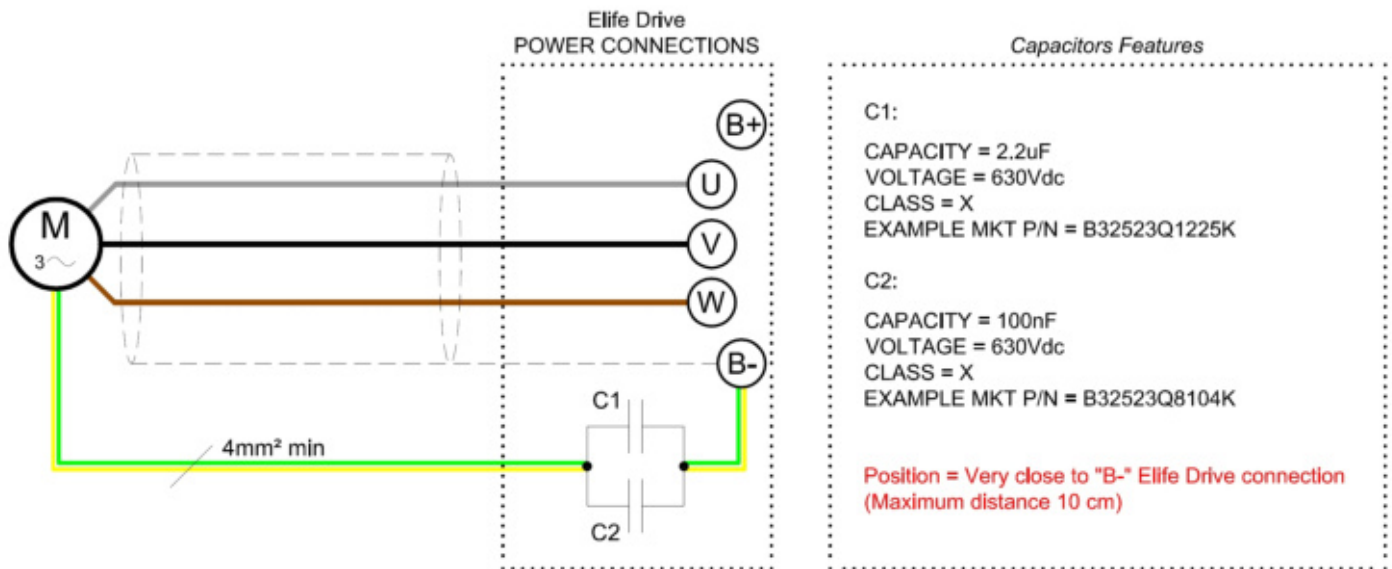 Elife Drive
POWER CONNECTIONS
Capacitors Features
B+
U
V
W
B-
M
3~
4mm² min
C1
C2
C1:
CAPACITY = 2,2uF
VOLTAGE = 630Vdc
CLASS = X
EXAMPLE MKT P/N = B32523Q1225K
C2:
CAPACITY = 100nF
VOLTAGE = 630Vdc
CLASS = X
EXAMPLE MKT P/N = B32523Q8104K
Position = Very close to "B-" Elife Drive connection
(Maximum distance 10 cm)